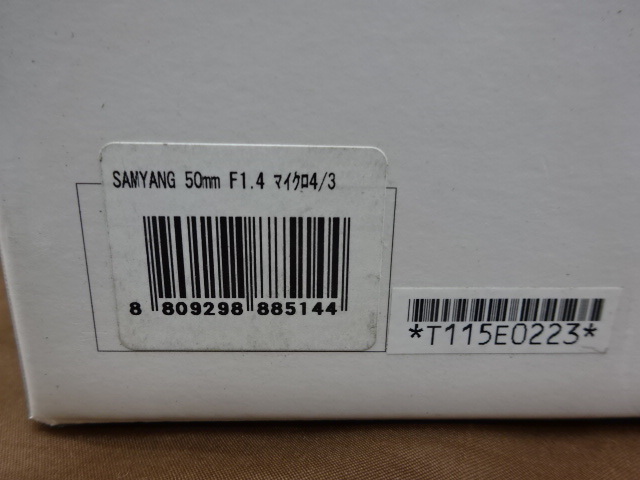 SAMYANG 50mm F1.4 ﾏｲｸﾛ4/3
8 809298 885144
*T115E0223*